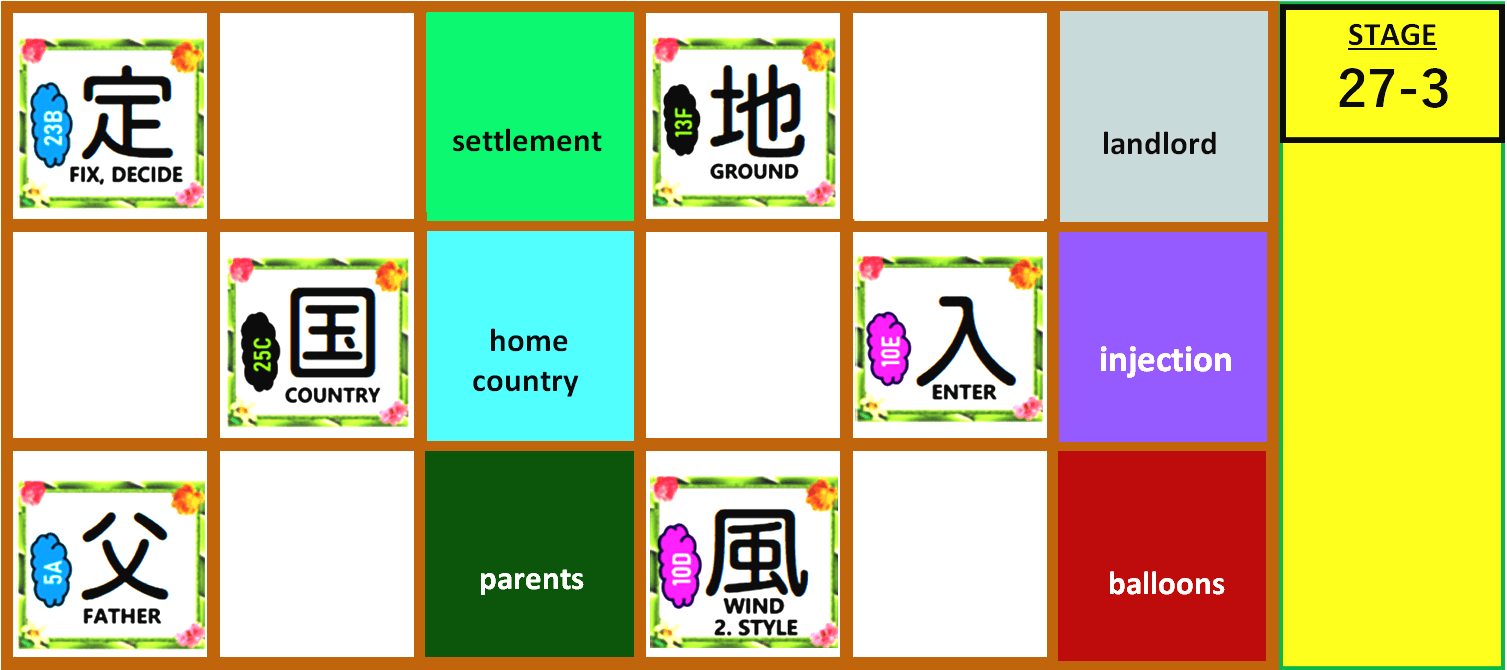 23B
定
FIX, DECIDE
settlement
13F
地
GROUND
landlord
STAGE
27-3
25C
国
COUNTRY
home
country
10E
入
ENTER
injection
5A
父
FATHER
parents
10D
風
WIND
2. STYLE
balloons